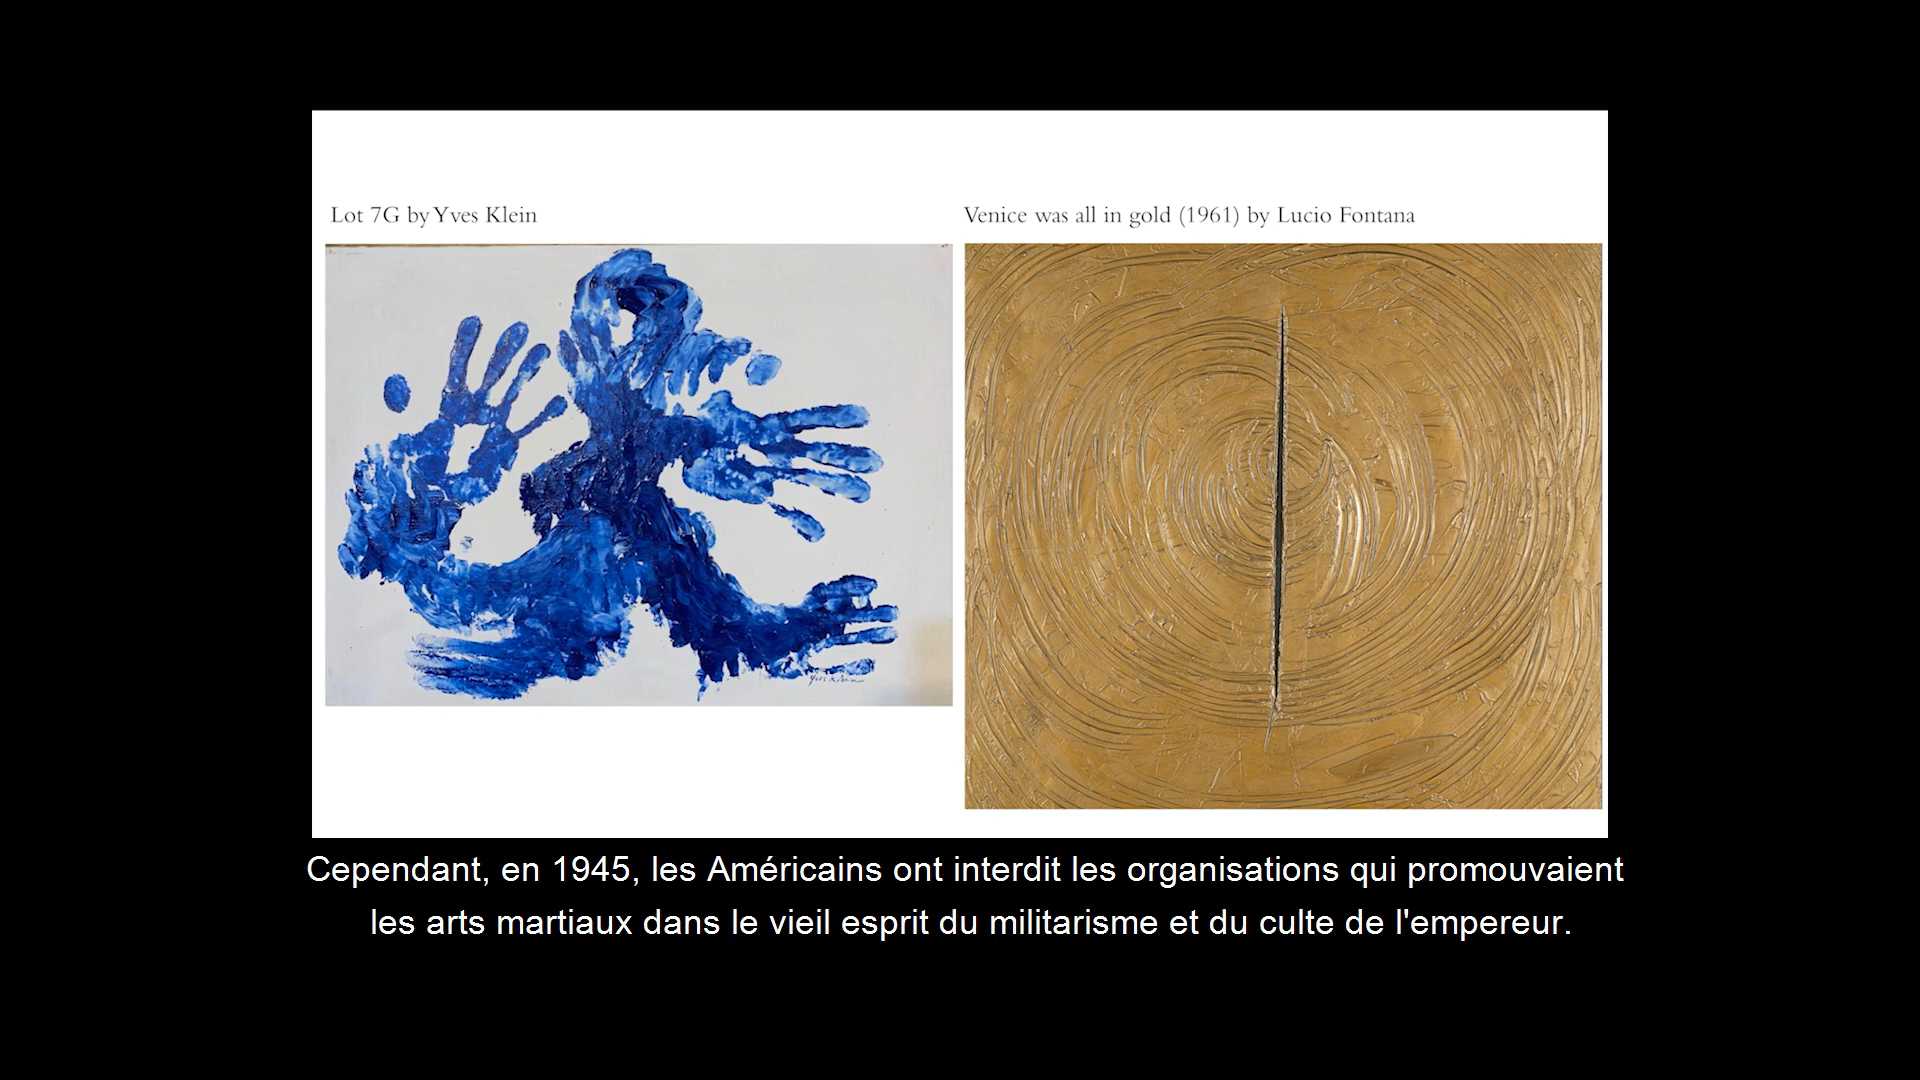 Lot 7G by Yves Klein
Venice was all in gold (1961) by Lucio Fontana
Yves Klein
Cependant, en 1945, les Américains ont interdit les organisations qui promouvaient
les arts martiaux dans le vieil esprit du militarisme et du culte de l'empereur.